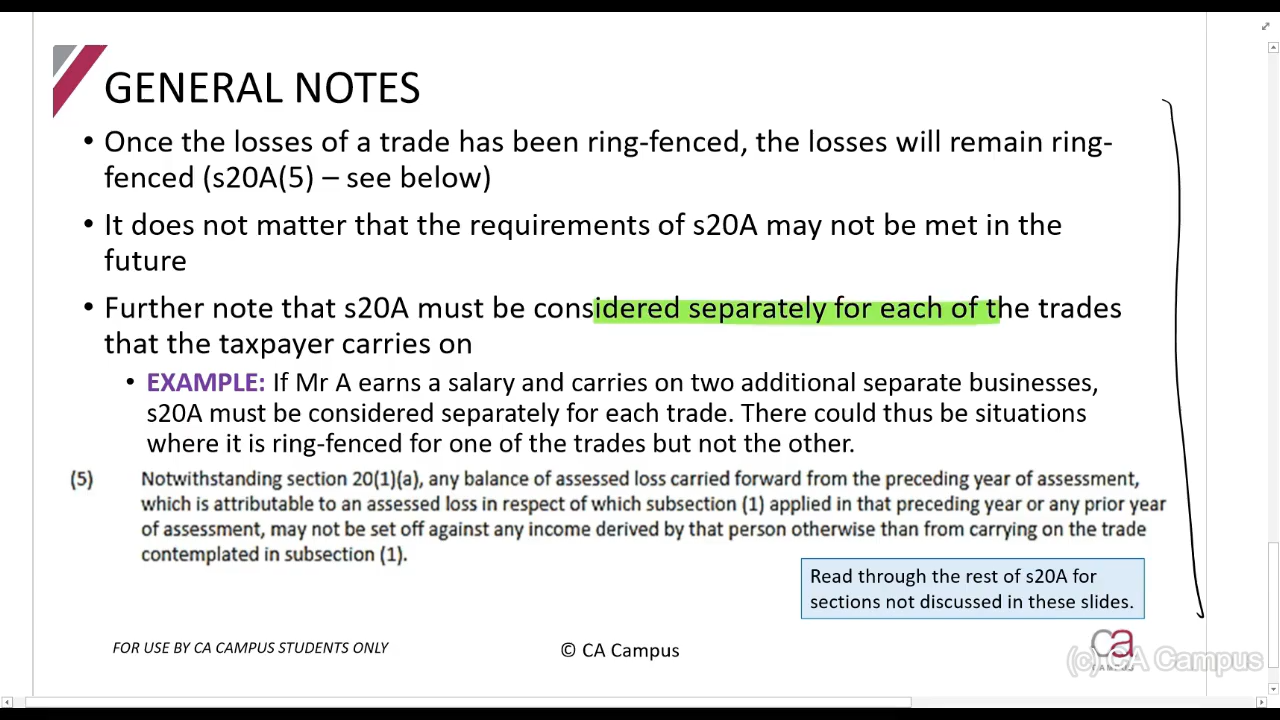 GENERAL NOTES
• Once the losses of a trade has been ring-fenced, the losses will remain ring-
fenced (s20A(5) – see below)
• It does not matter that the requirements of s20A may not be met in the
future
• Further note that s20A must be considered separately for each of the trades
that the taxpayer carries on
• EXAMPLE: If Mr A earns a salary and carries on two additional separate businesses,
s20A must be considered separately for each trade. There could thus be situations
where it is ring-fenced for one of the trades but not the other.
(5) Notwithstanding section 20(1)(a), any balance of assessed loss carried forward from the preceding year of assessment,
which is attributable to an assessed loss in respect of which subsection (1) applied in that preceding year or any prior year
of assessment, may not be set off against any income derived by that person otherwise than from carrying on the trade
contemplated in subsection (1).
Read through the rest of s20A for
sections not discussed in these slides.
FOR USE BY CA CAMPUS STUDENTS ONLY
© CA Campus
ca
CAMPUS
(c) CA Campus